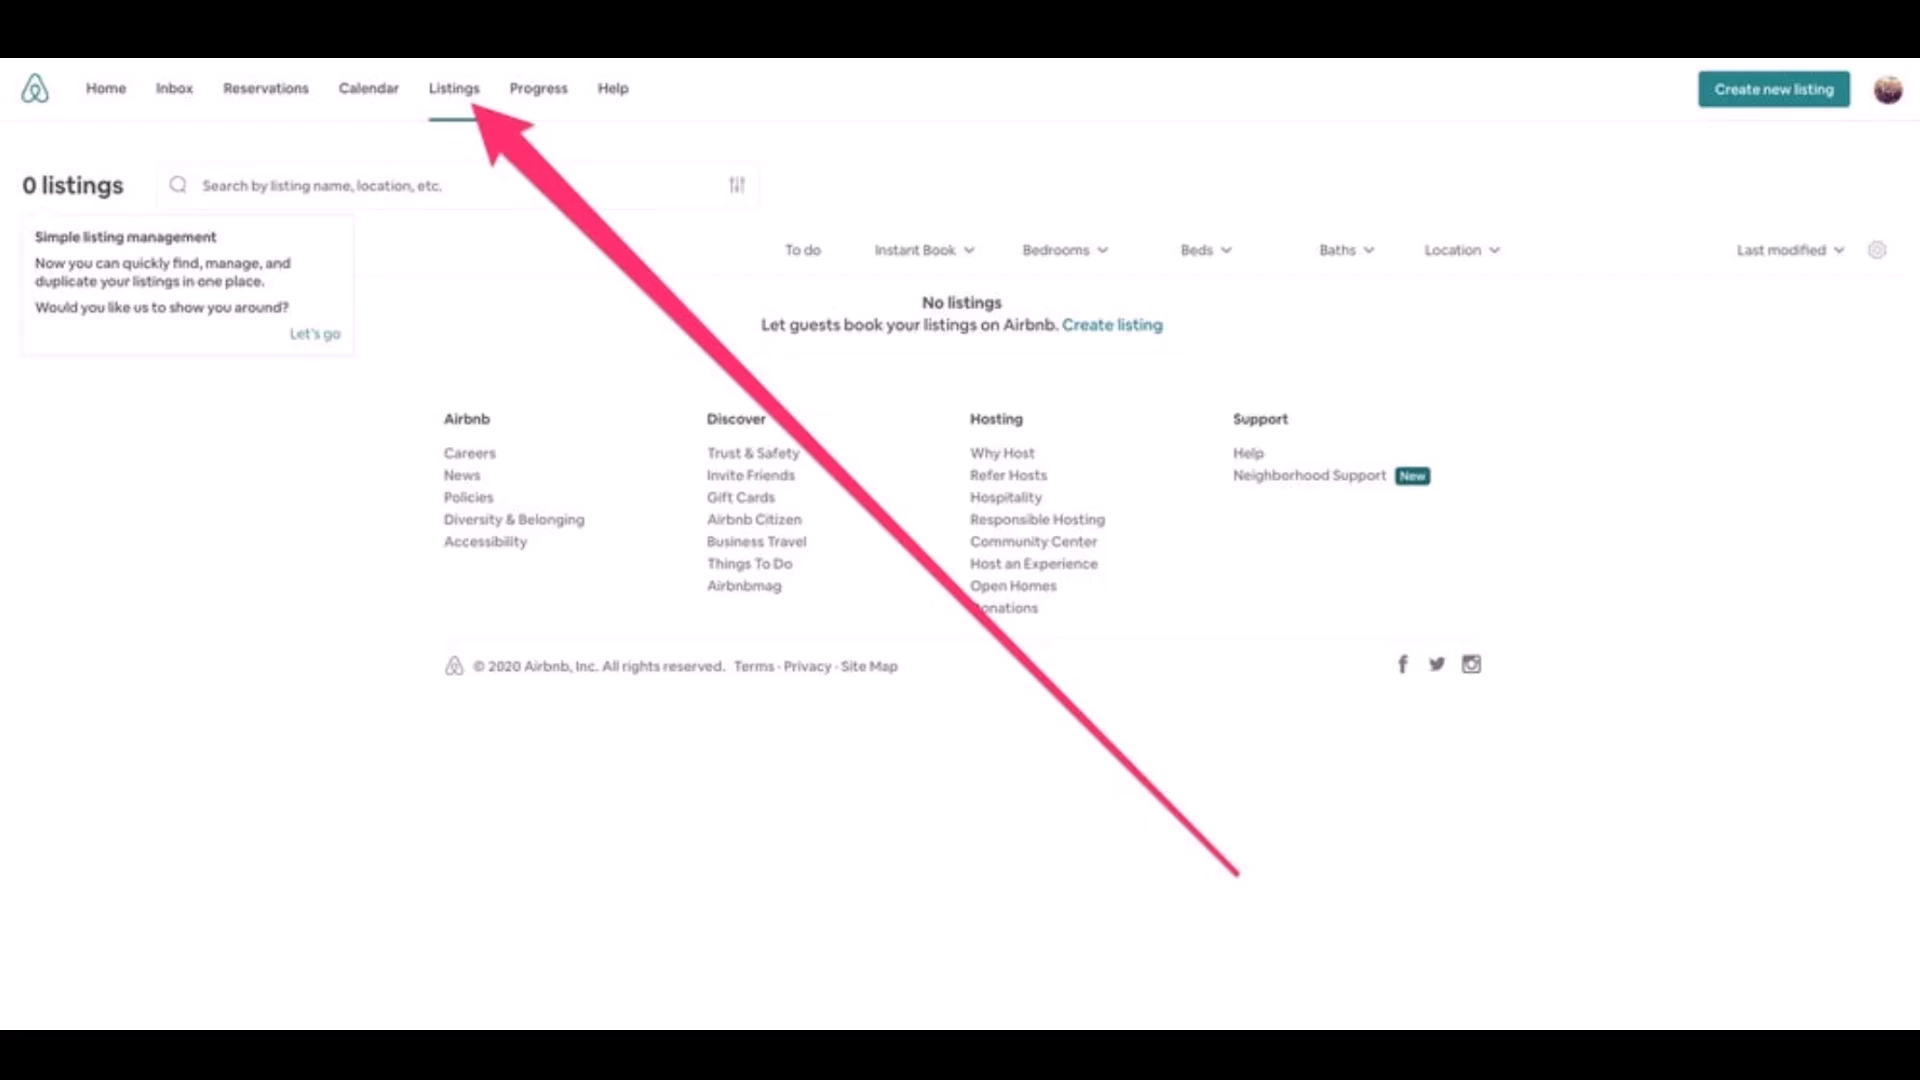 Home Inbox Reservations Calendar Listings Progress Help Create new listing
0 listings Search by listing name, location, etc.
Simple listing management
Now you can quickly find, manage, and
duplicate your listings in one place.
Would you like us to show you around?
Let's go
To do Instant Book Bedrooms Beds Baths Location Last modified
No listings
Let guests book your listings on Airbnb. Create listing
Airbnb
Careers
News
Policies
Diversity & Belonging
Accessibility
Discover
Trust & Safety
Invite Friends
Gift Cards
Airbnb Citizen
Business Travel
Things To Do
Airbnbmag
Hosting
Why Host
Refer Hosts
Hospitality
Responsible Hosting
Community Center
Host an Experience
Open Homes
Donations
Support
Help
Neighborhood Support New
© 2020 Airbnb, Inc. All rights reserved. Terms · Privacy · Site Map